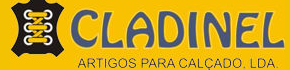 CLADINEL
ARTIGOS PARA CALÇADO, LDA.